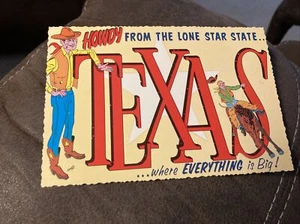 HOWDY FROM THE LONE STAR STATE..
TEXAS
...where EVERYTHING is Big!